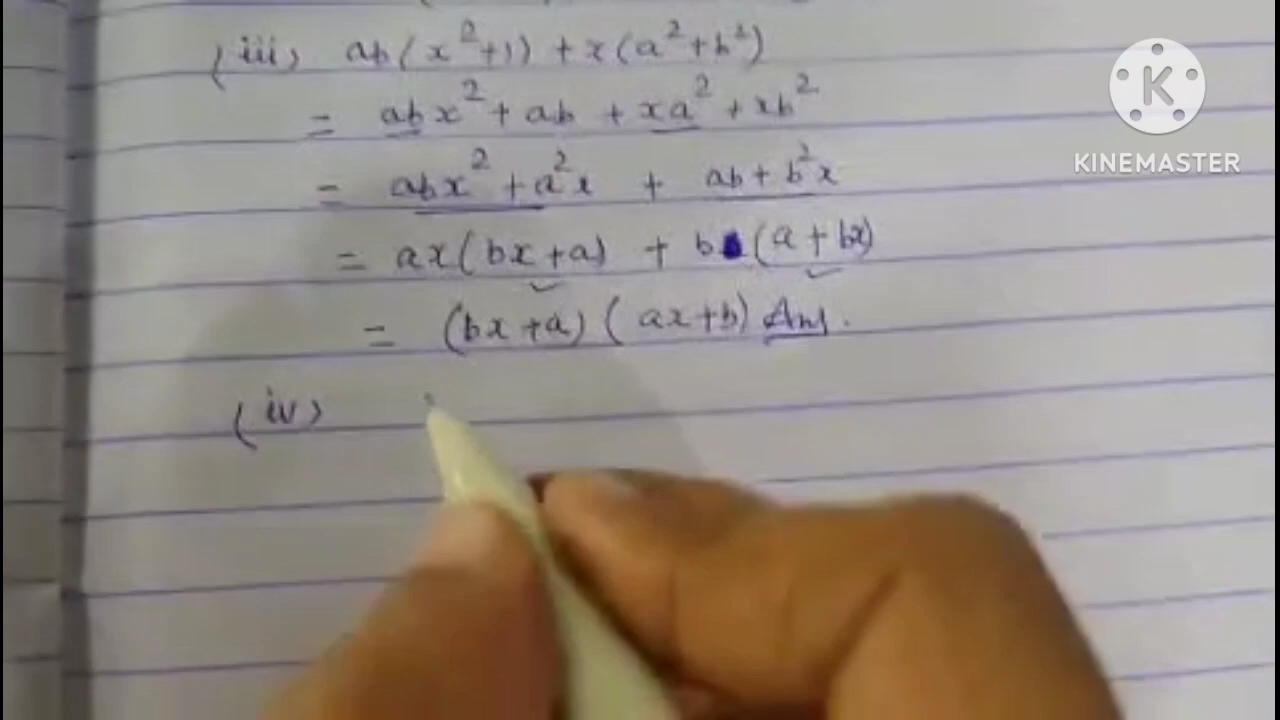 (iii) ab(x²+1) + x(a²+b²)
= abx² + ab + xa² + xb²
= abx² + a²x + ab + b²x
= ax(bx+a) + b(a+bx)
= (bx+a)(ax+b) Ans.
(iv)
K
KINEMASTER